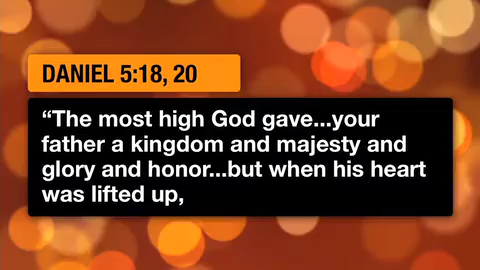 DANIEL 5:18, 20
“The most high God gave...your
father a kingdom and majesty and
glory and honor...but when his heart
was lifted up,